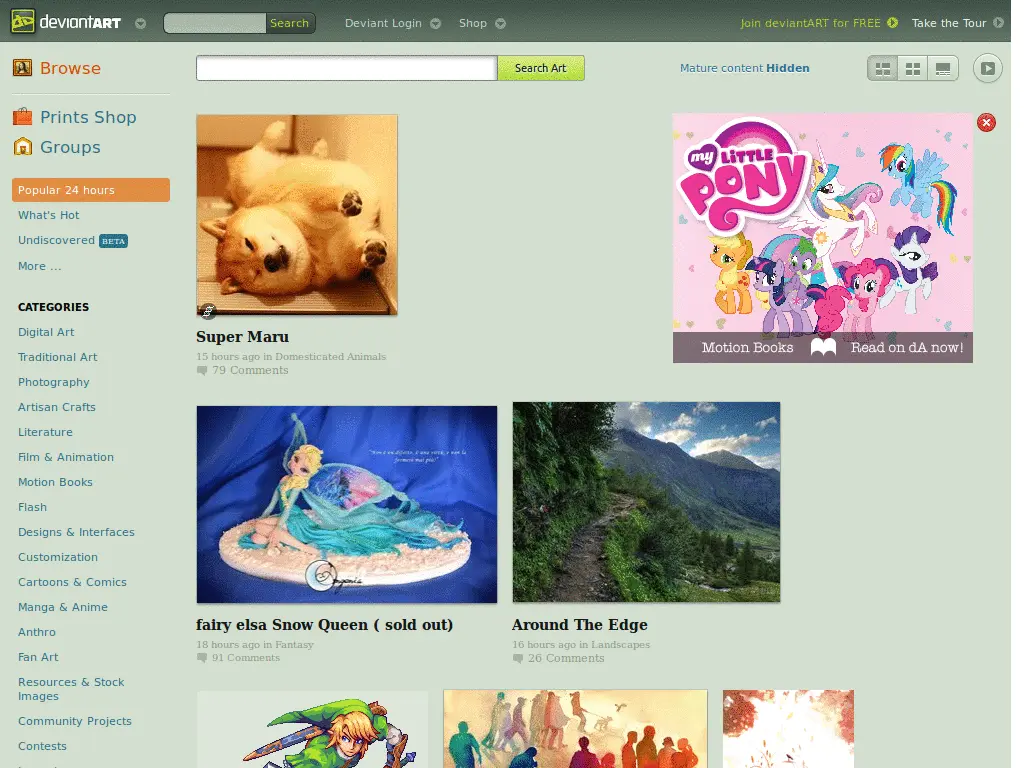 deviantART
Search
Deviant Login
Shop
Join deviantART for FREE
Take the Tour
Browse
Search Art
Mature content Hidden
Prints Shop
Groups
Popular 24 hours
What's Hot
Undiscovered BETA
More ...
CATEGORIES
Digital Art
Traditional Art
Photography
Artisan Crafts
Literature
Film & Animation
Motion Books
Flash
Designs & Interfaces
Customization
Cartoons & Comics
Manga & Anime
Anthro
Fan Art
Resources & Stock
Images
Community Projects
Contests
Super Maru
15 hours ago in Domesticated Animals
79 Comments
my LITTLE
PONY
Motion Books
Read on dA now!
fairy elsa Snow Queen ( sold out)
18 hours ago in Fantasy
91 Comments
Around The Edge
16 hours ago in Landscapes
26 Comments